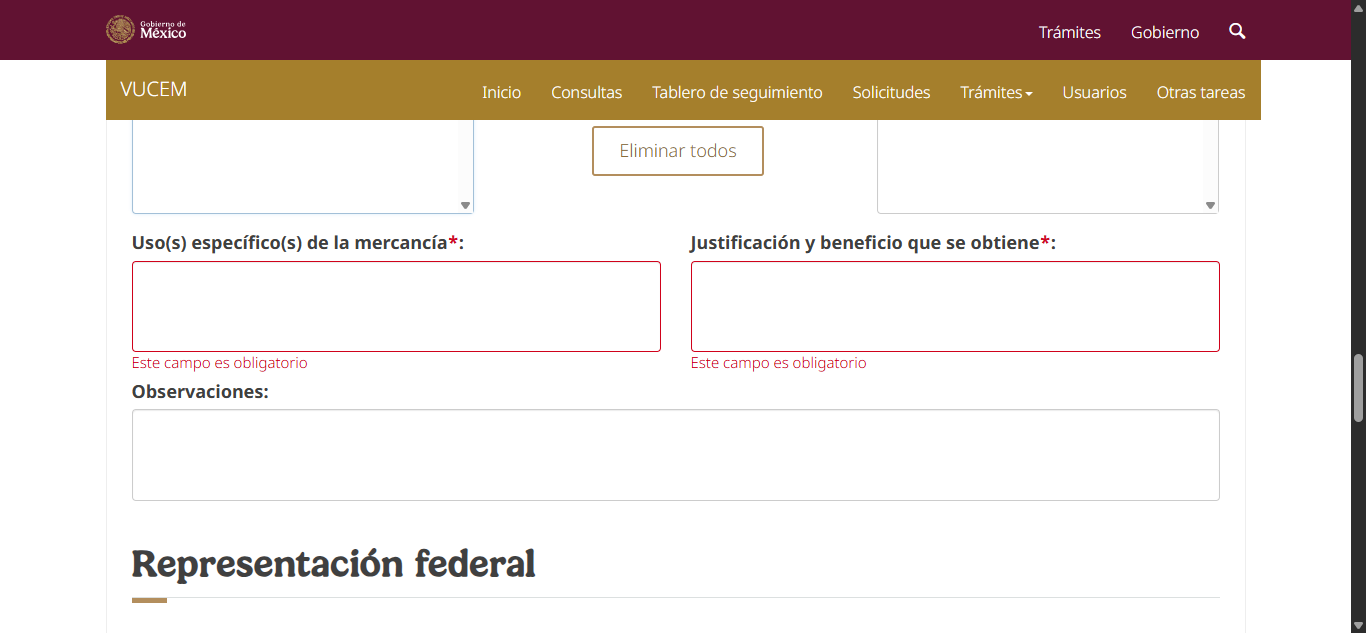 Gobierno de
México
Trámites
Gobierno
VUCEM
Inicio
Consultas
Tablero de seguimiento
Solicitudes
Trámites
Usuarios
Otras tareas
Eliminar todos
Uso(s) específico(s) de la mercancía*:
Justificación y beneficio que se obtiene*:
Este campo es obligatorio
Este campo es obligatorio
Observaciones:
Representación federal